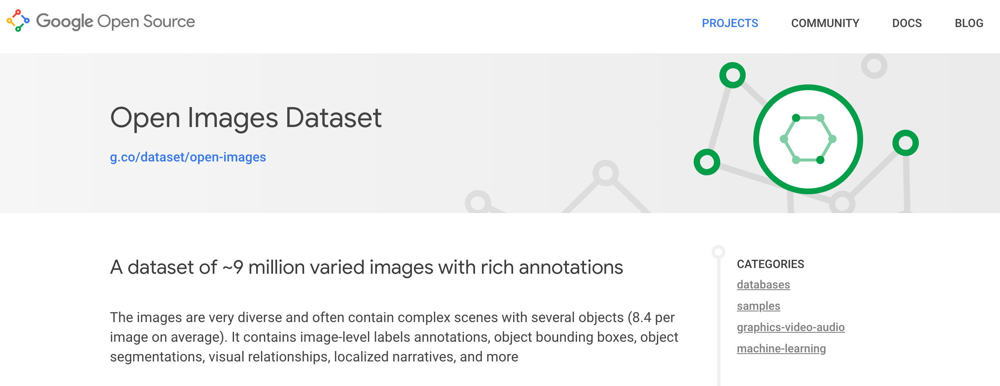 Google Open Source
PROJECTS COMMUNITY DOCS BLOG
Open Images Dataset
g.co/dataset/open-images
A dataset of ~9 million varied images with rich annotations
The images are very diverse and often contain complex scenes with several objects (8.4 per
image on average). It contains image-level labels annotations, object bounding boxes, object
segmentations, visual relationships, localized narratives, and more
CATEGORIES
databases
samples
graphics-video-audio
machine-learning